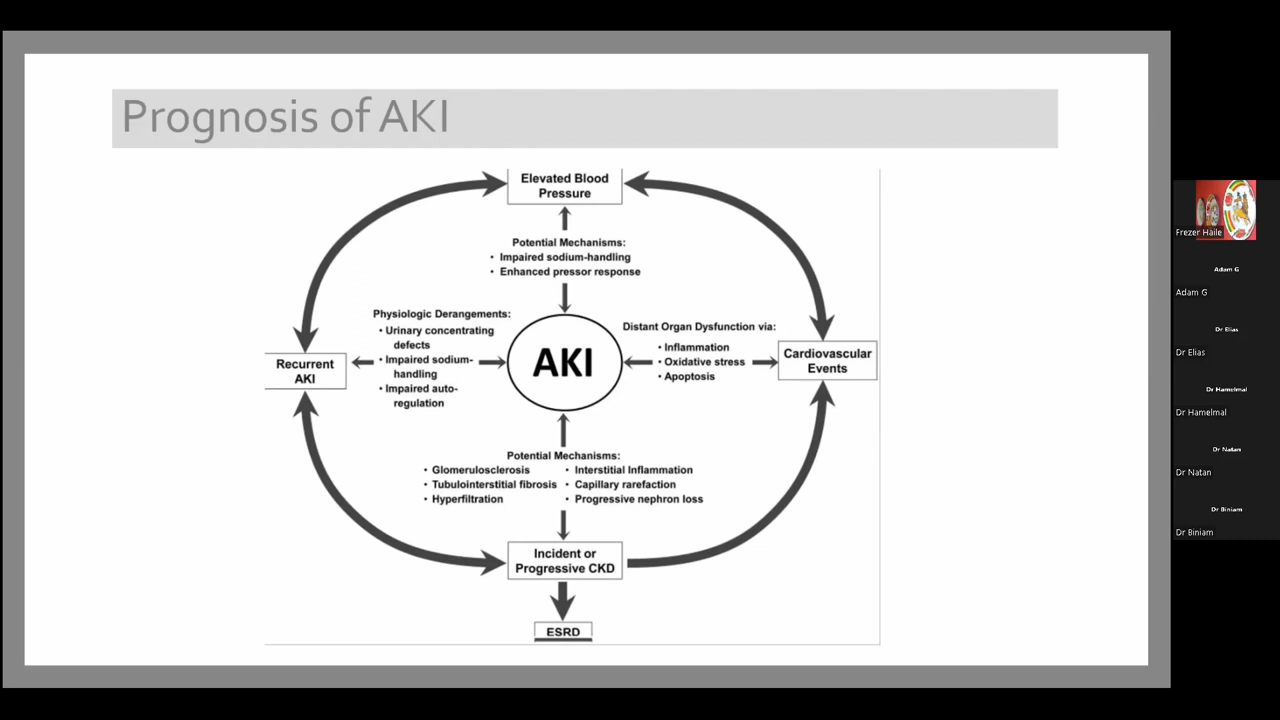 Prognosis of AKI
Elevated Blood
Pressure
Potential Mechanisms:
• Impaired sodium-handling
• Enhanced pressor response
Physiologic Derangements:
• Urinary concentrating
defects
• Impaired sodium-
handling
• Impaired auto-
regulation
Recurrent
AKI
AKI
Distant Organ Dysfunction via:
• Inflammation
• Oxidative stress
• Apoptosis
Cardiovascular
Events
Potential Mechanisms:
• Glomerulosclerosis
• Tubulointerstitial fibrosis
• Hyperfiltration
• Interstitial Inflammation
• Capillary rarefaction
• Progressive nephron loss
Incident or
Progressive CKD
ESRD
Frezer Haile
Adam G
Adam G
Dr Elias
Dr Elias
Dr Hamelmal
Dr Hamelmal
Dr Natan
Dr Natan
Dr Biniam
Dr Biniam